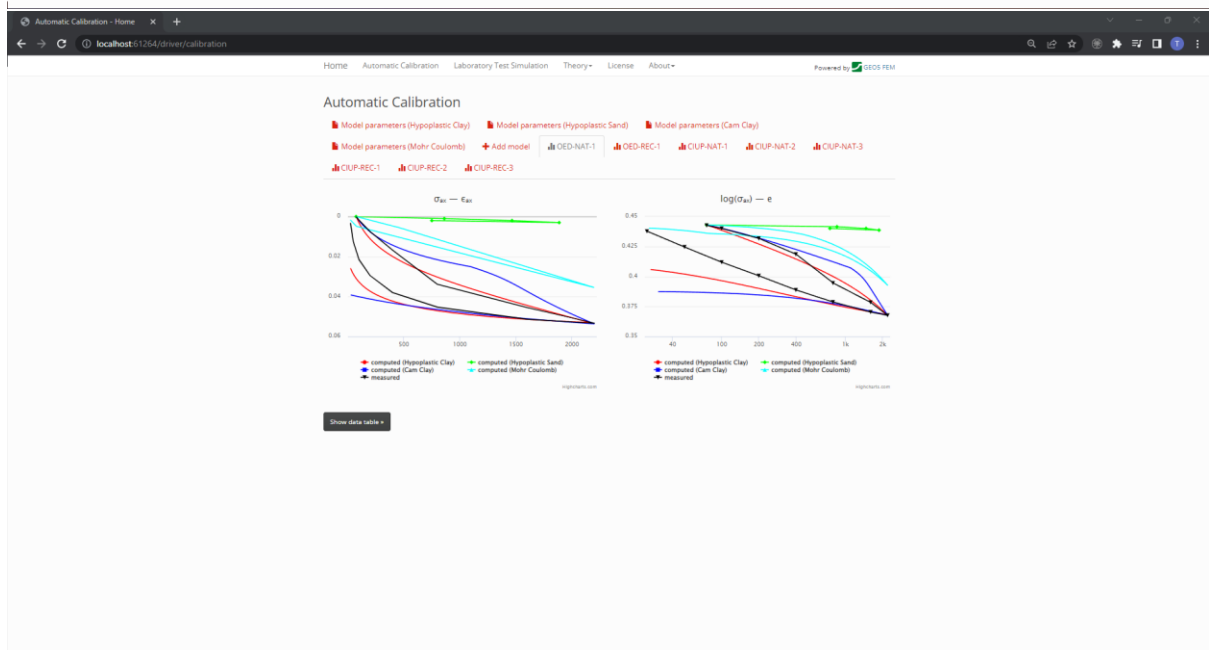 Automatic Calibration - Home
localhost:61264/driver/calibration
T
Home Automatic Calibration Laboratory Test Simulation Theory License About Powered by GEO5 FEM
Automatic Calibration
Model parameters (Hypoplastic Clay) Model parameters (Hypoplastic Sand) Model parameters (Cam Clay)
Model parameters (Mohr Coulomb) + Add model OED-NAT-1 OED-REC-1 CIUP-NAT-1 CIUP-NAT-2 CIUP-NAT-3
CIUP-REC-1 CIUP-REC-2 CIUP-REC-3
σax — ϵax
0
0.02
0.04
0.06
500 1000 1500 2000
computed (Hypoplastic Clay) computed (Hypoplastic Sand)
computed (Cam Clay) computed (Mohr Coulomb)
measured
Highcharts.com
log(σax) — e
0.45
0.425
0.4
0.375
0.35
40 100 200 400 1k 2k
computed (Hypoplastic Clay) computed (Hypoplastic Sand)
computed (Cam Clay) computed (Mohr Coulomb)
measured
Highcharts.com
Show data table »